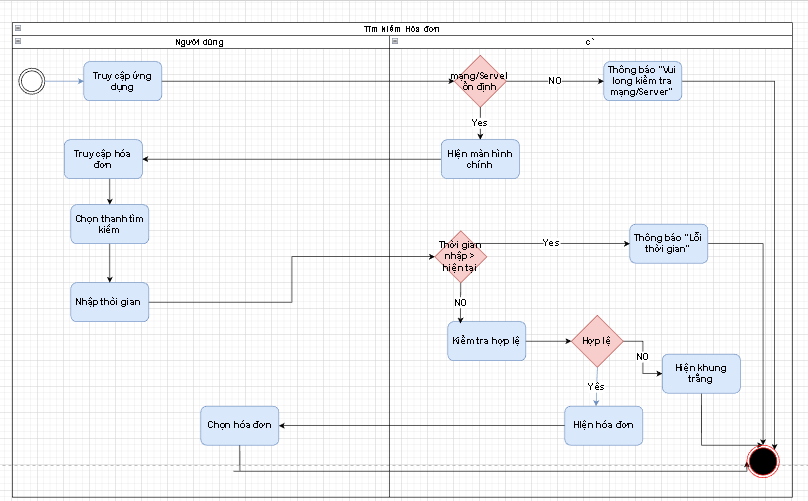 Tìm kiếm Hóa đơn
Người dùng
c`
Truy cập ứng
dụng
mạng/Server
ổn định
NO
Thông báo "Vui
long kiểm tra
mạng/Server"
Yes
Truy cập hóa
đơn
Hiện màn hình
chính
Chọn thanh tìm
kiếm
Thời gian
nhập >
hiện tại
Yes
Thông báo "Lỗi
thời gian"
Nhập thời gian
NO
Kiểm tra hợp lệ
Hợp lệ
NO
Hiện khung
trắng
Yês
Chọn hóa đơn
HIện hóa đơn